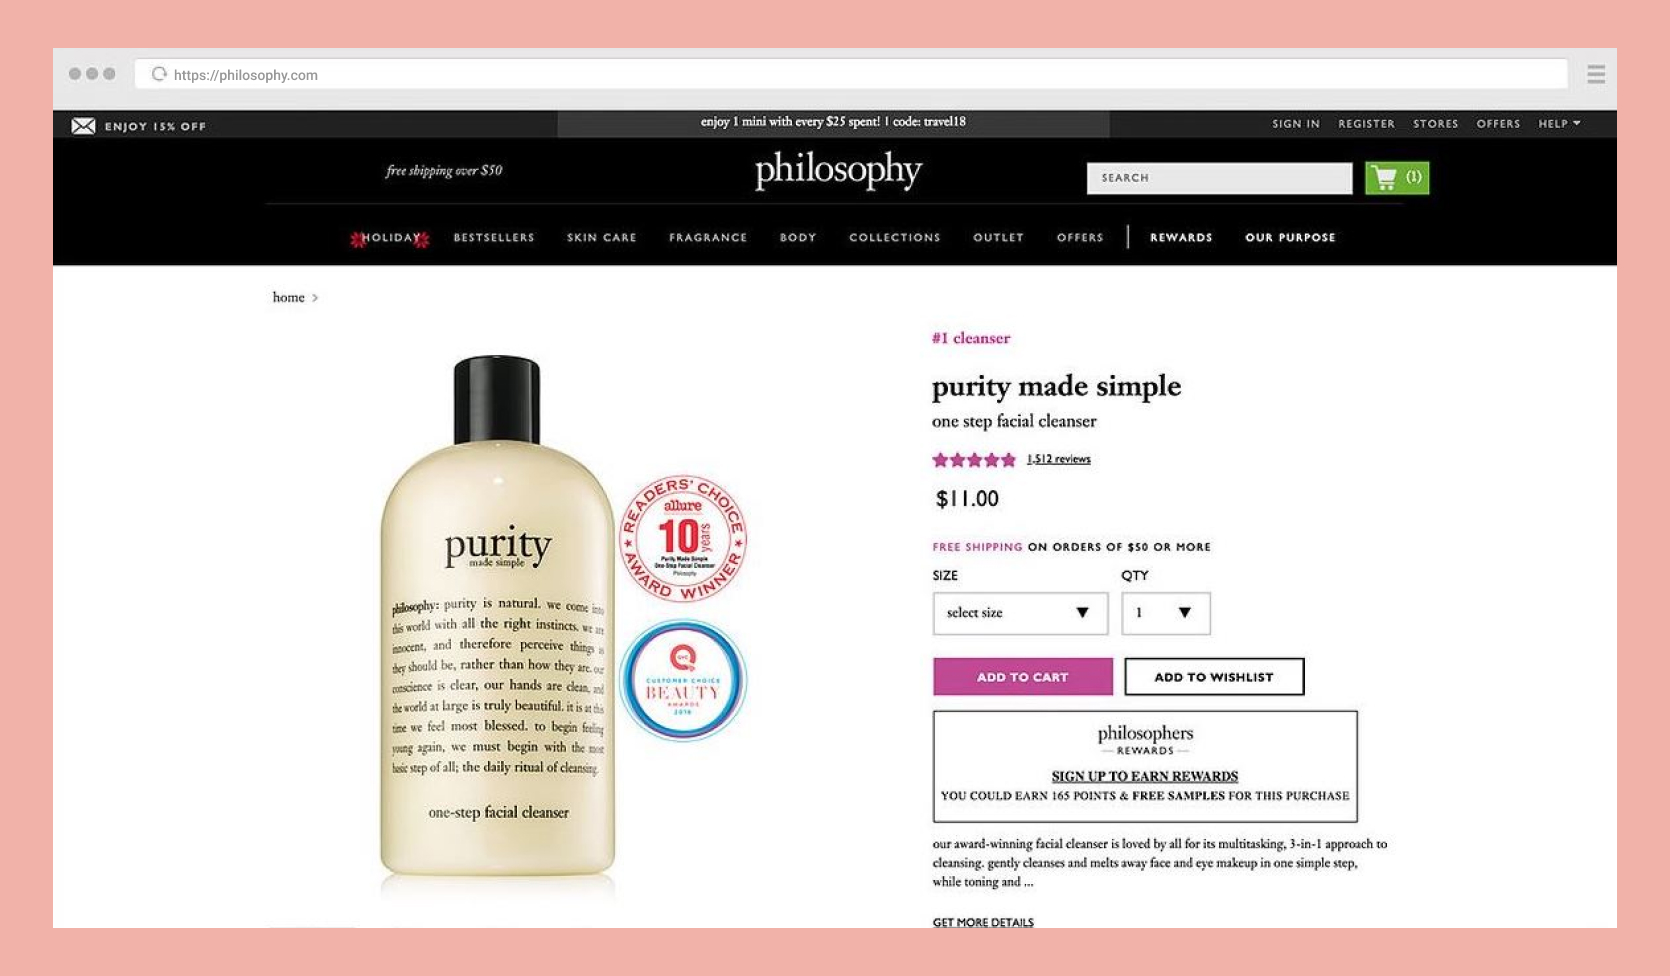 https://philosophy.com
ENJOY 15% OFF
enjoy 1 mini with every $25 spent! | code: travel18
SIGN IN REGISTER STORES OFFERS HELP
free shipping over $50
philosophy
SEARCH
(1)
HOLIDAY BESTSELLERS SKIN CARE FRAGRANCE BODY COLLECTIONS OUTLET OFFERS REWARDS OUR PURPOSE
home >
purity
made simple
philosophy: purity is natural. we come into
this world with all the right instincts. we are
innocent, and therefore perceive things as
they should be, rather than how they are. our
conscience is clear, our hands are clean, and
the world at large is truly beautiful. it is at this
time we feel most blessed. to begin feeling
young again, we must begin with the most
basic step of all; the daily ritual of cleansing.
one-step facial cleanser
READERS' CHOICE
allure
10 years
Purity Made Simple
One-Step Facial Cleanser
Philosophy
AWARD WINNER
QVC
CUSTOMER CHOICE
BEAUTY
AWARDS
2018
#1 cleanser
purity made simple
one step facial cleanser
1,512 reviews
$11.00
FREE SHIPPING ON ORDERS OF $50 OR MORE
SIZE QTY
select size 1
ADD TO CART ADD TO WISHLIST
philosophers
REWARDS
SIGN UP TO EARN REWARDS
YOU COULD EARN 165 POINTS & FREE SAMPLES FOR THIS PURCHASE
our award-winning facial cleanser is loved by all for its multitasking, 3-in-1 approach to
cleansing. gently cleanses and melts away face and eye makeup in one simple step,
while toning and ...
GET MORE DETAILS